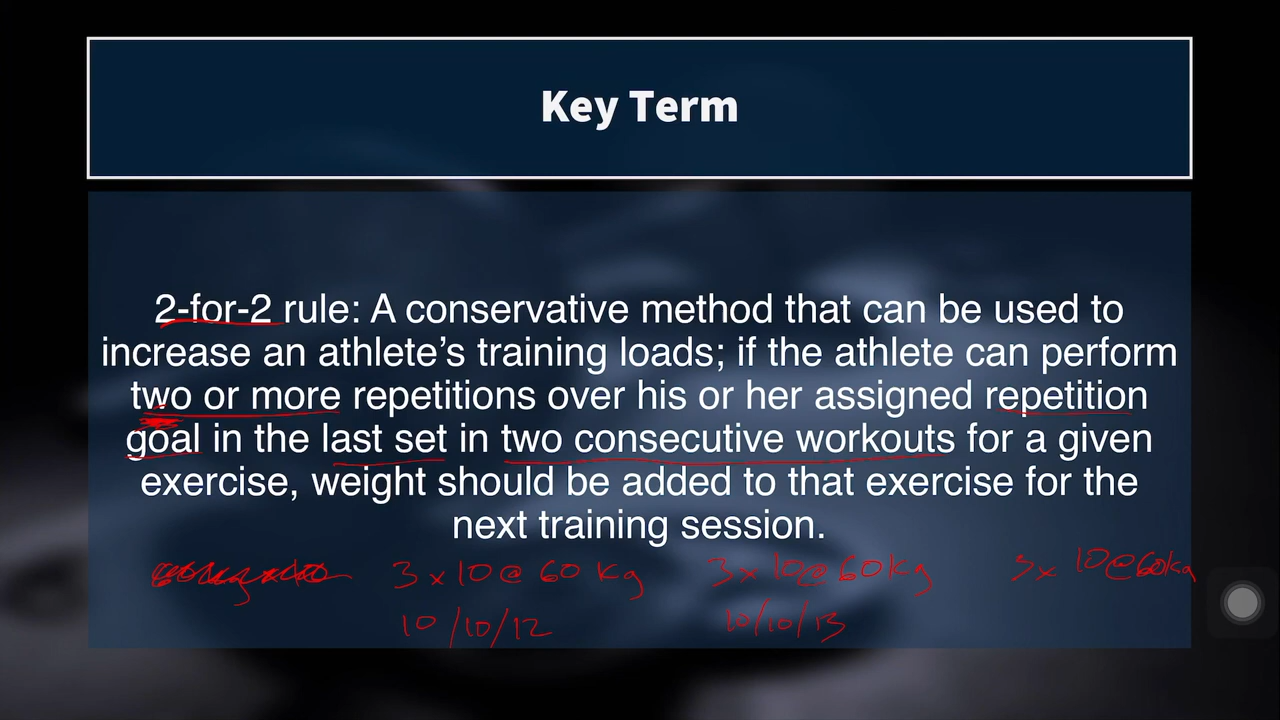 Key Term
2-for-2 rule: A conservative method that can be used to
increase an athlete’s training loads; if the athlete can perform
two or more repetitions over his or her assigned repetition
goal in the last set in two consecutive workouts for a given
exercise, weight should be added to that exercise for the
next training session.
3 x 10 @ 60 kg 3 x 10 @ 60 kg 3 x 10 @ 60 kg
10/10/12 10/10/13